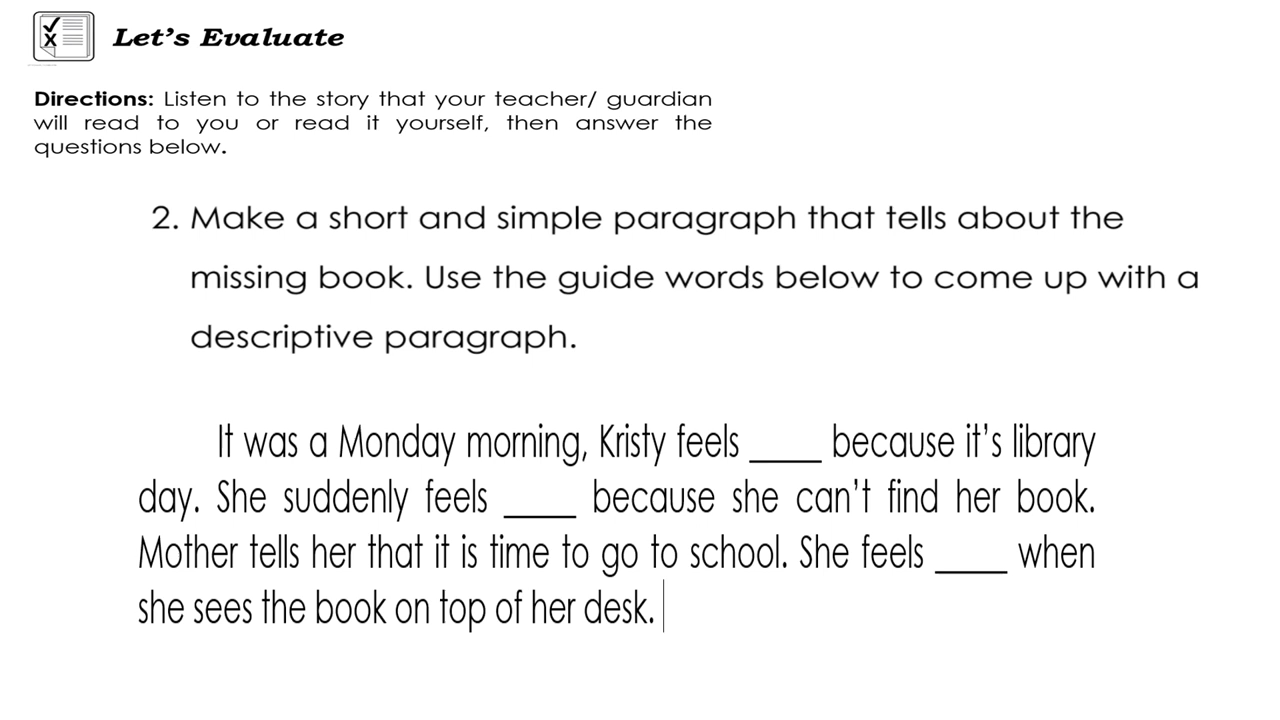 Let's Evaluate
Directions: Listen to the story that your teacher/ guardian
will read to you or read it yourself, then answer the
questions below.
2. Make a short and simple paragraph that tells about the
missing book. Use the guide words below to come up with a
descriptive paragraph.
It was a Monday morning, Kristy feels ____ because it's library
day. She suddenly feels ____ because she can't find her book.
Mother tells her that it is time to go to school. She feels ____ when
she sees the book on top of her desk.